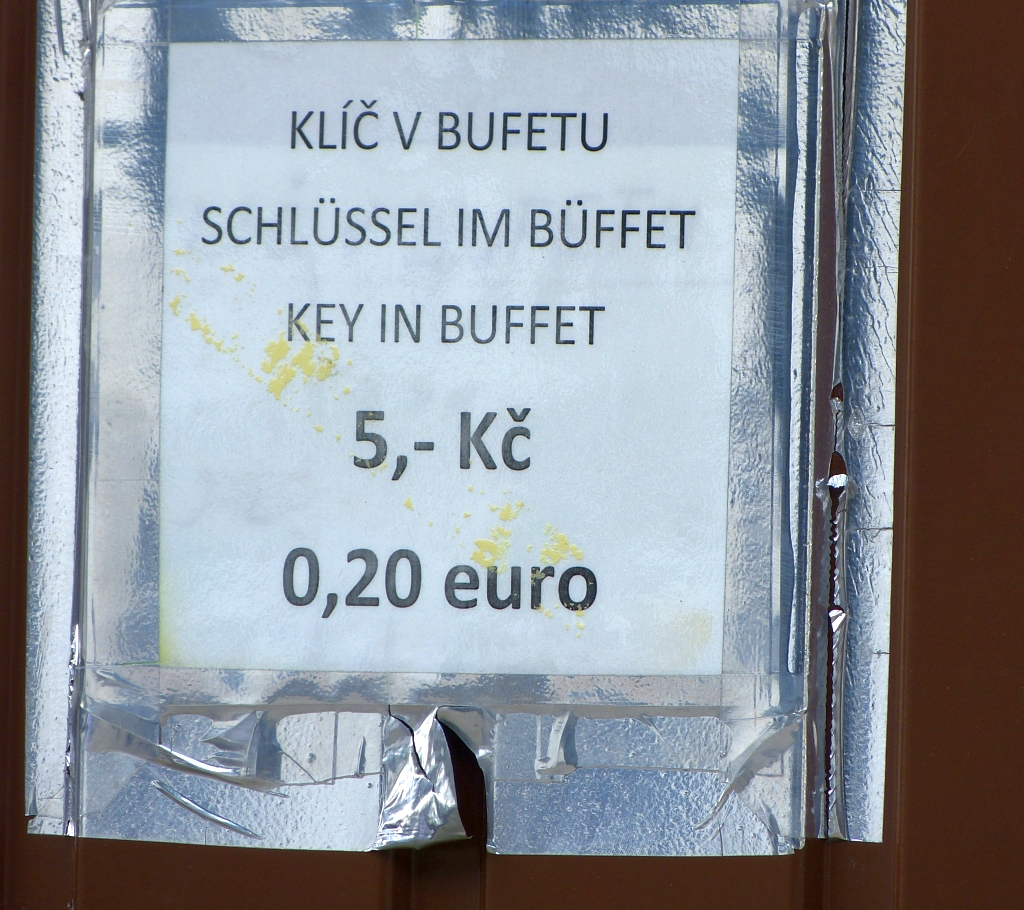 KLÍČ V BUFETU
SCHLÜSSEL IM BÜFFET
KEY IN BUFFET
5,- Kč
0,20 euro